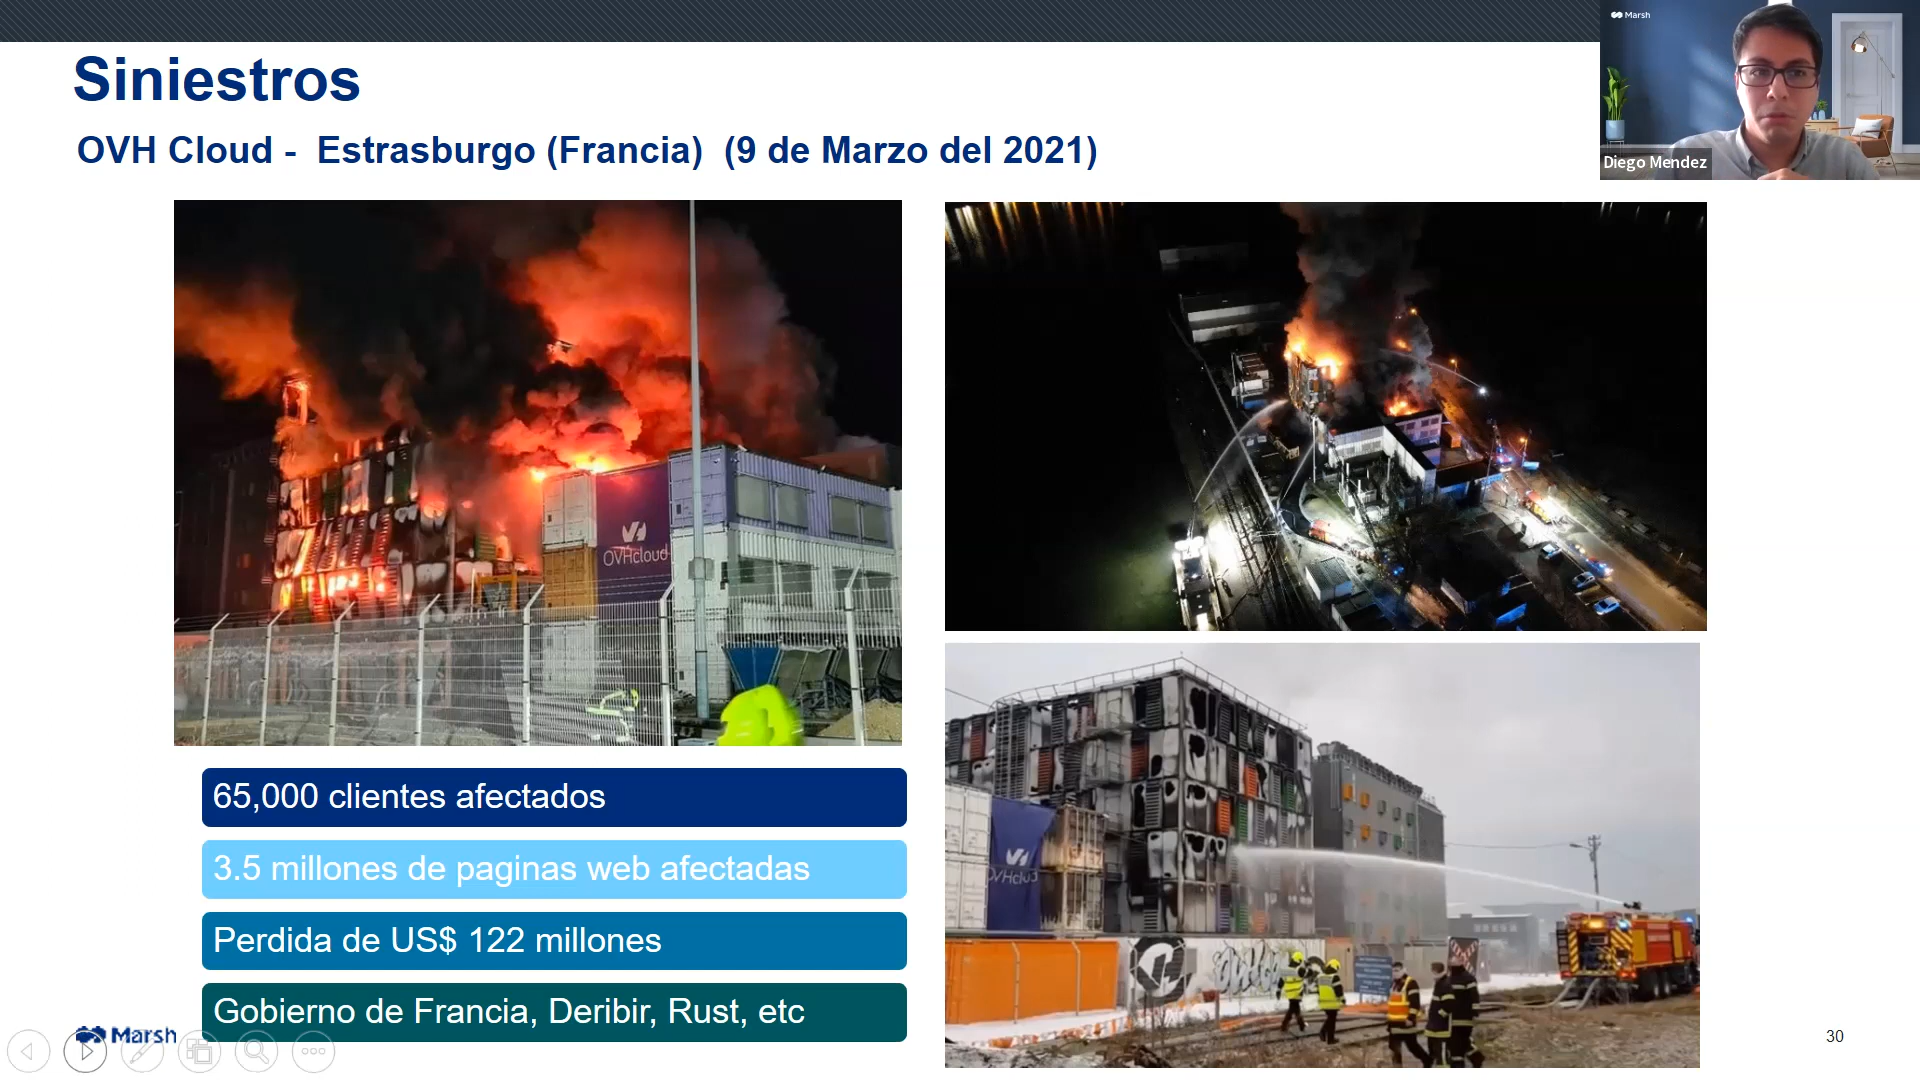 Siniestros
OVH Cloud - Estrasburgo (Francia) (9 de Marzo del 2021)
Marsh
Diego Mendez
OVHcloud
65,000 clientes afectados
3.5 millones de paginas web afectadas
Perdida de US$ 122 millones
Gobierno de Francia, Deribir, Rust, etc
Marsh
30